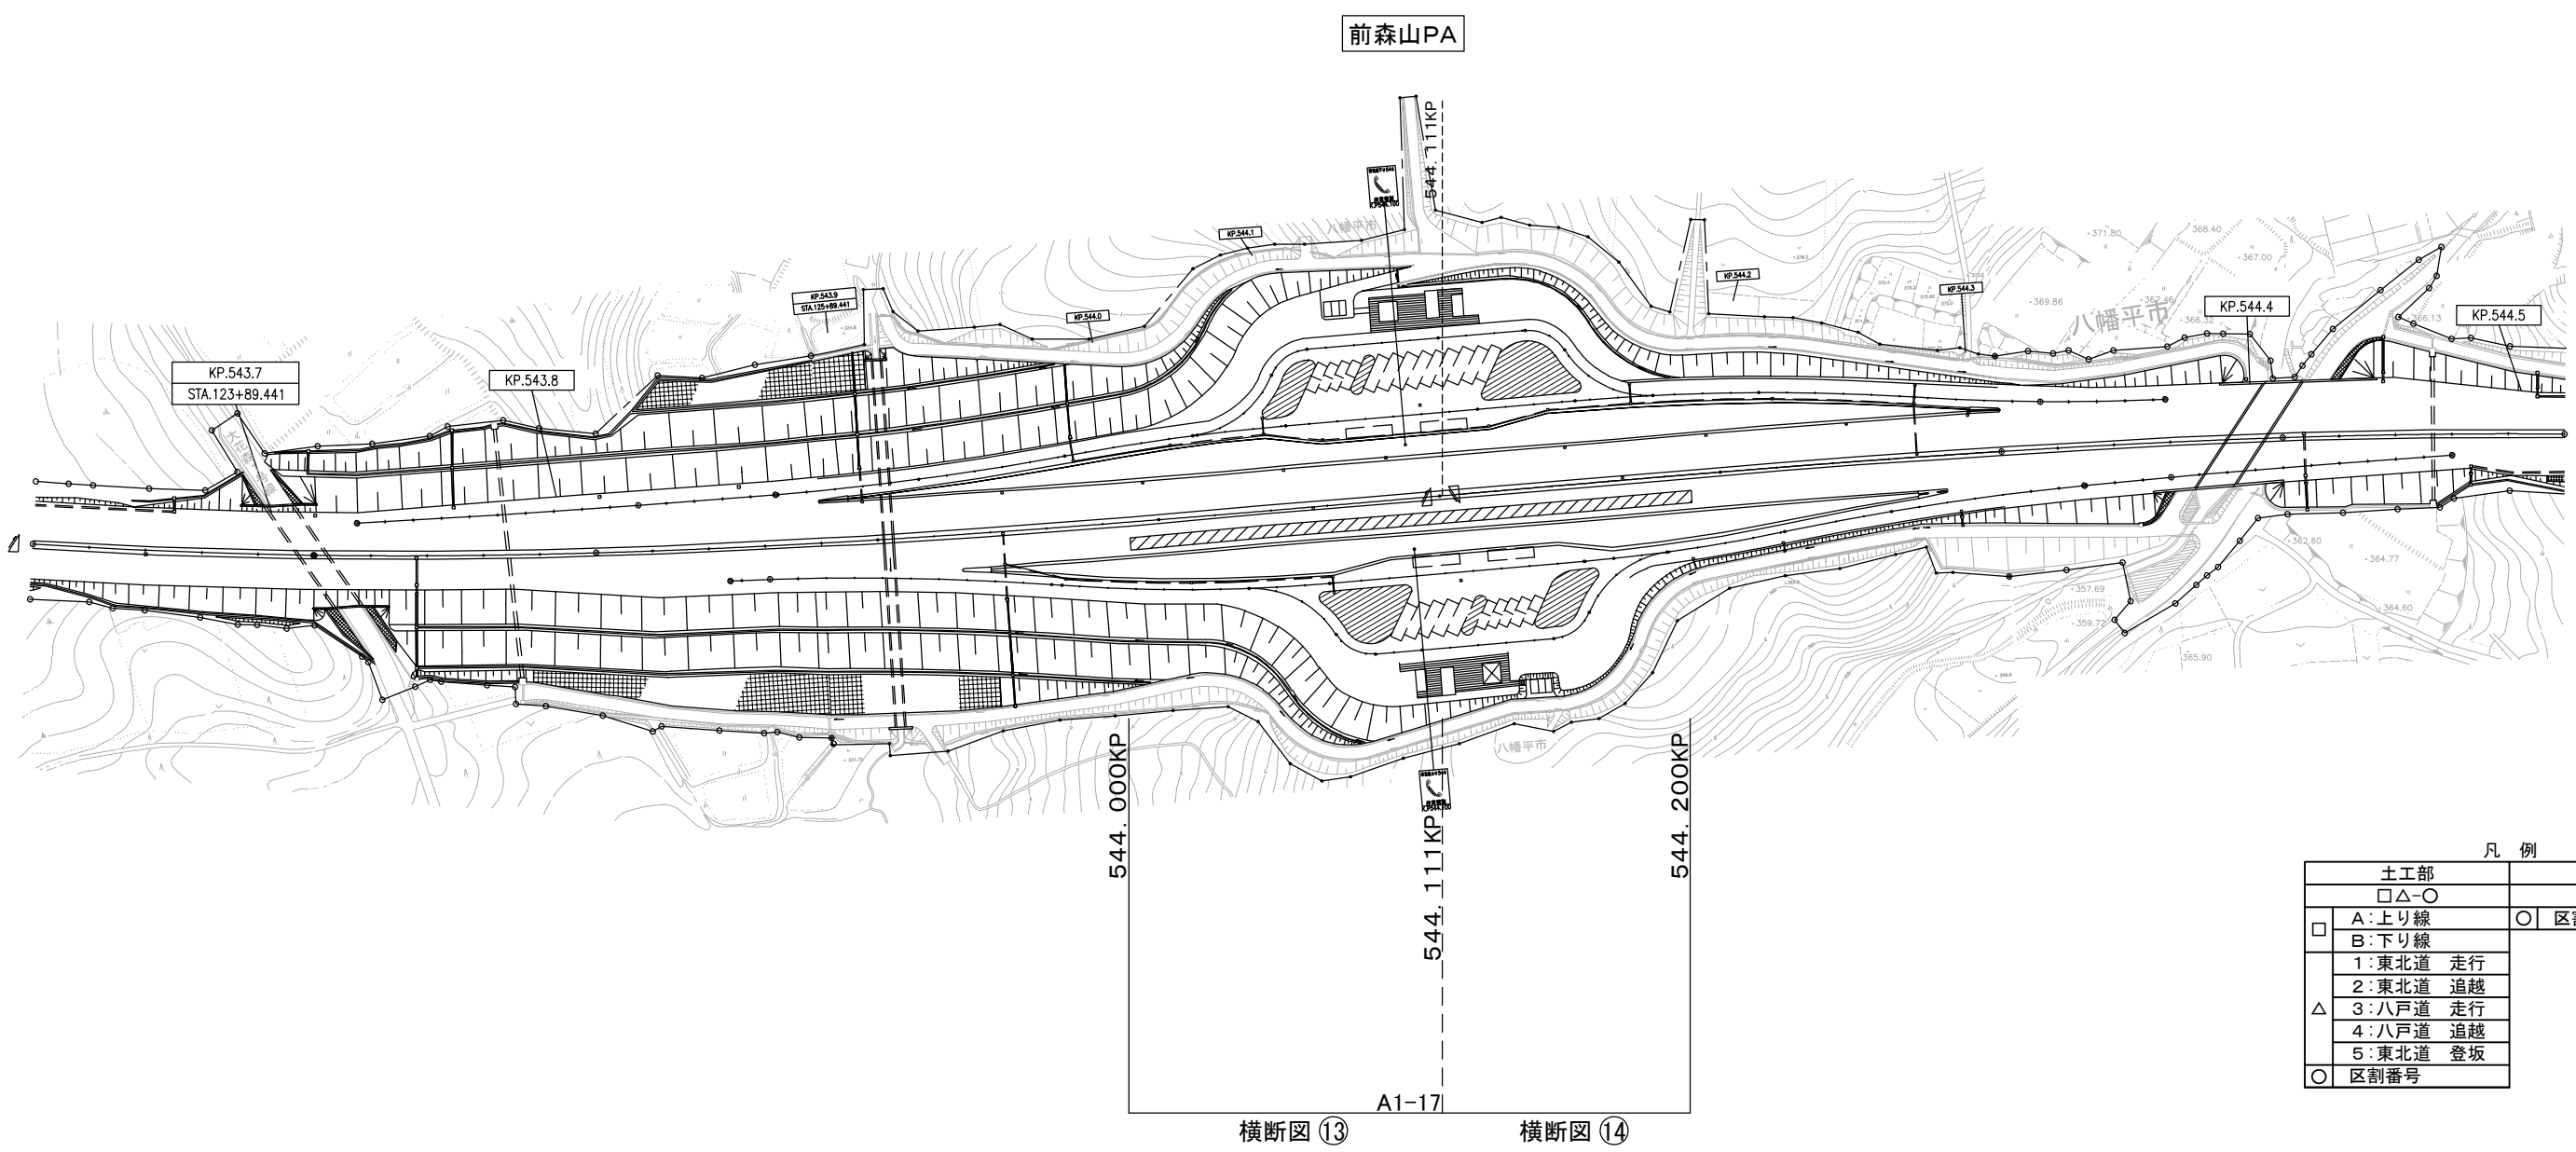 前森山PA
544.111KP
KP.544.1
八幡平市
KP.543.9
STA.125+89.441
KP.544.0
KP.544.2
KP.544.3
KP.544.4
KP.544.5
八幡平市
371.80
368.40
367.00
369.86
367.46
366.32
366.13
KP.543.7
STA.123+89.441
KP.543.8
362.60
364.77
357.69
364.60
359.72
365.90
八幡平市
544.000KP
544.111KP
544.200KP
A1-17
横断図⑬
横断図⑭
凡 例
土工部
□△-○
□
A:上り線
B:下り線
○ 区
△
1:東北道 走行
2:東北道 追越
3:八戸道 走行
4:八戸道 追越
5:東北道 登坂
○ 区割番号